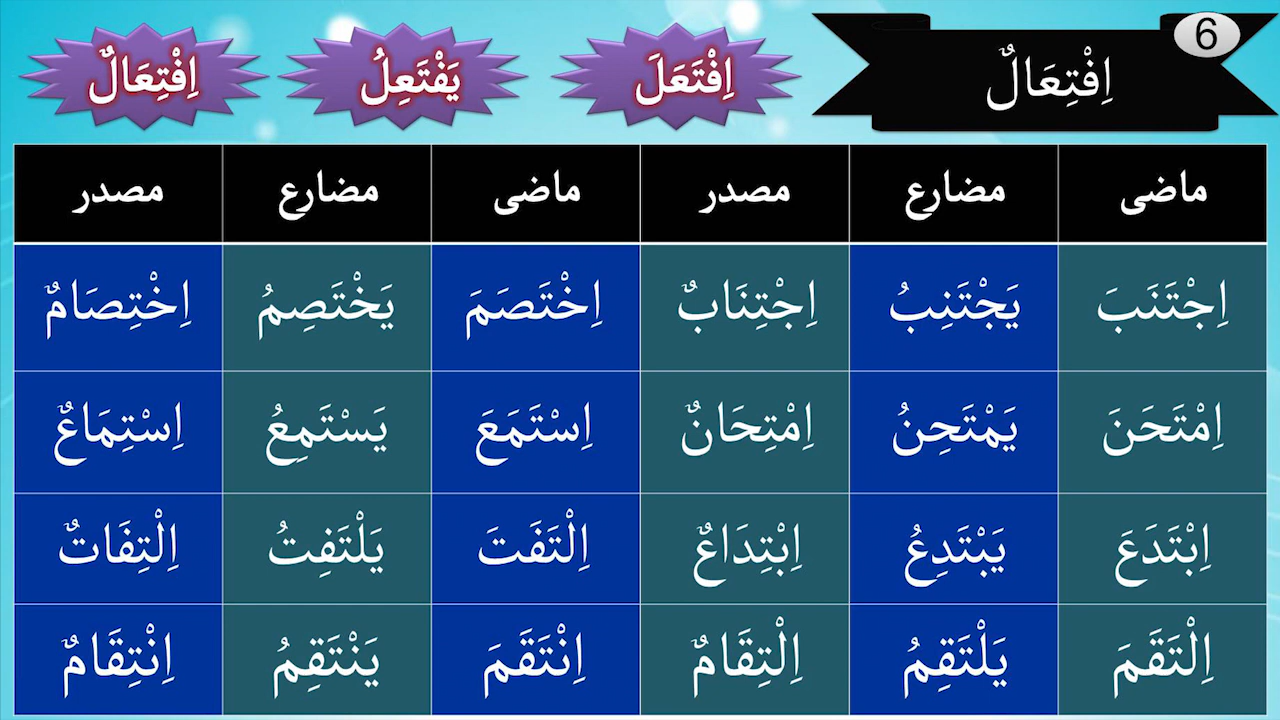 6
اِفْتِعَالٌ
اِفْتَعَلَ يَفْتَعِلُ اِفْتِعَالٌ
ماضی مضارع مصدر ماضی مضارع مصدر
اِجْتَنَبَ يَجْتَنِبُ اِجْتِنَابٌ اِخْتَصَمَ يَخْتَصِمُ اِخْتِصَامٌ
اِمْتَحَنَ يَمْتَحِنُ اِمْتِحَانٌ اِسْتَمَعَ يَسْتَمِعُ اِسْتِمَاعٌ
اِبْتَدَعَ يَبْتَدِعُ اِبْتِدَاعٌ اِلْتَفَتَ يَلْتَفِتُ اِلْتِفَاتٌ
اِلْتَقَمَ يَلْتَقِمُ اِلْتِقَامٌ اِنْتَقَمَ يَنْتَقِمُ اِنْتِقَامٌ